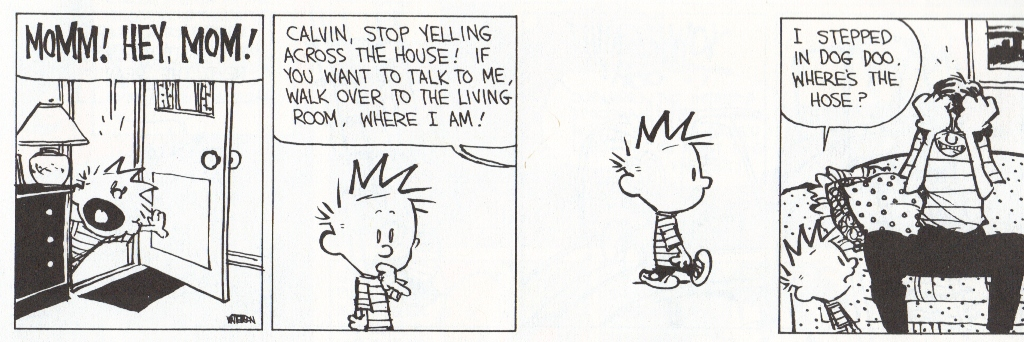 MOMM! HEY, MOM!
CALVIN, STOP YELLING
ACROSS THE HOUSE! IF
YOU WANT TO TALK TO ME,
WALK OVER TO THE LIVING
ROOM, WHERE I AM!
I STEPPED
IN DOG DOO.
WHERE'S THE
HOSE?